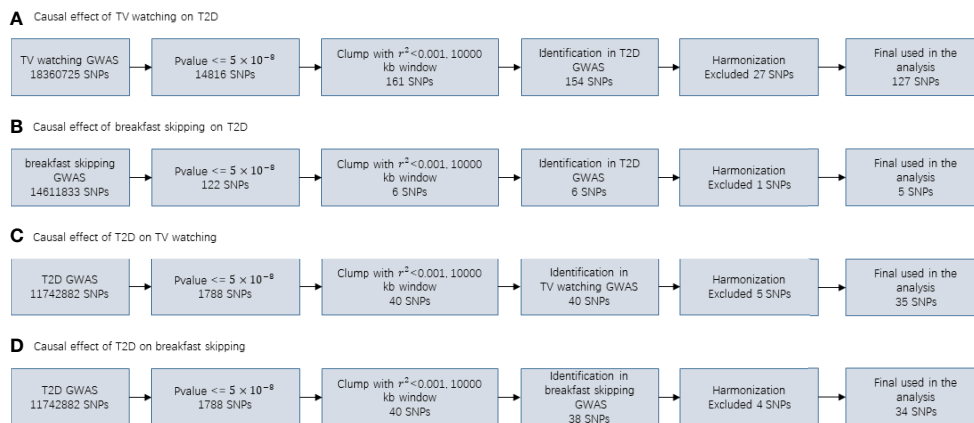 A Causal effect of TV watching on T2D
TV watching GWAS
18360725 SNPs
Pvalue <= 5 × 10⁻⁸
14816 SNPs
Clump with r²<0.001, 10000
kb window
161 SNPs
Identification in T2D
GWAS
154 SNPs
Harmonization
Excluded 27 SNPs
Final used in the
analysis
127 SNPs
B Causal effect of breakfast skipping on T2D
breakfast skipping
GWAS
14611833 SNPs
Pvalue <= 5 × 10⁻⁸
122 SNPs
Clump with r²<0.001, 10000
kb window
6 SNPs
Identification in T2D
GWAS
6 SNPs
Harmonization
Excluded 1 SNPs
Final used in the
analysis
5 SNPs
C Causal effect of T2D on TV watching
T2D GWAS
11742882 SNPs
Pvalue <= 5 × 10⁻⁸
1788 SNPs
Clump with r²<0.001, 10000
kb window
40 SNPs
Identification in
TV watching GWAS
40 SNPs
Harmonization
Excluded 5 SNPs
Final used in the
analysis
35 SNPs
D Causal effect of T2D on breakfast skipping
T2D GWAS
11742882 SNPs
Pvalue <= 5 × 10⁻⁸
1788 SNPs
Clump with r²<0.001, 10000
kb window
40 SNPs
Identification in
breakfast skipping
GWAS
38 SNPs
Harmonization
Excluded 4 SNPs
Final used in the
analysis
34 SNPs